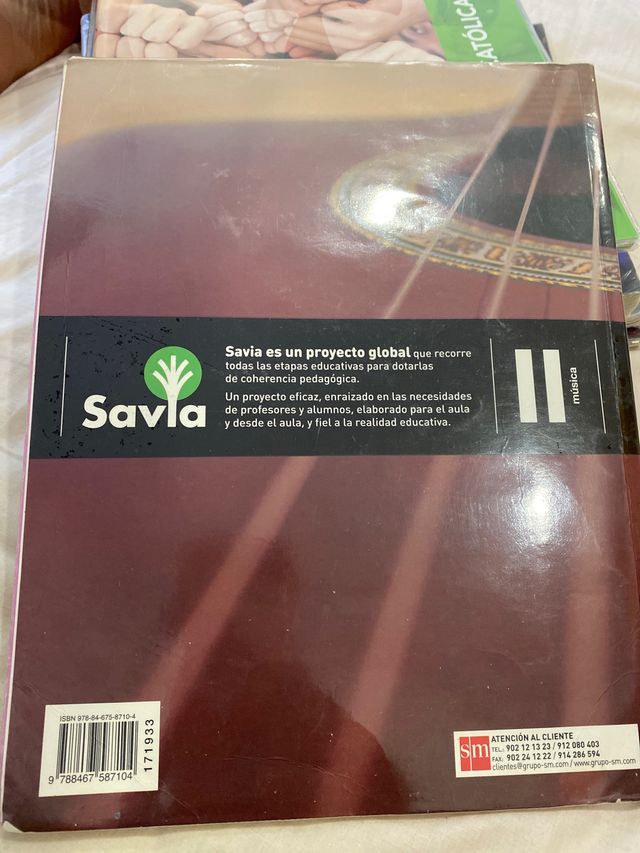 CATÓLICA
Savia
Savia es un proyecto global que recorre
todas las etapas educativas para dotarlas
de coherencia pedagógica.
Un proyecto eficaz, enraizado en las necesidades
de profesores y alumnos, elaborado para el aula
y desde el aula, y fiel a la realidad educativa.
II
música
ISBN 978-84-675-8710-4
9 788467 587104
171933
sm
ATENCIÓN AL CLIENTE
TEL.: 902 12 13 23 / 912 080 403
FAX: 902 24 12 22 / 914 286 594
clientes@grupo-sm.com / www.grupo-sm.com